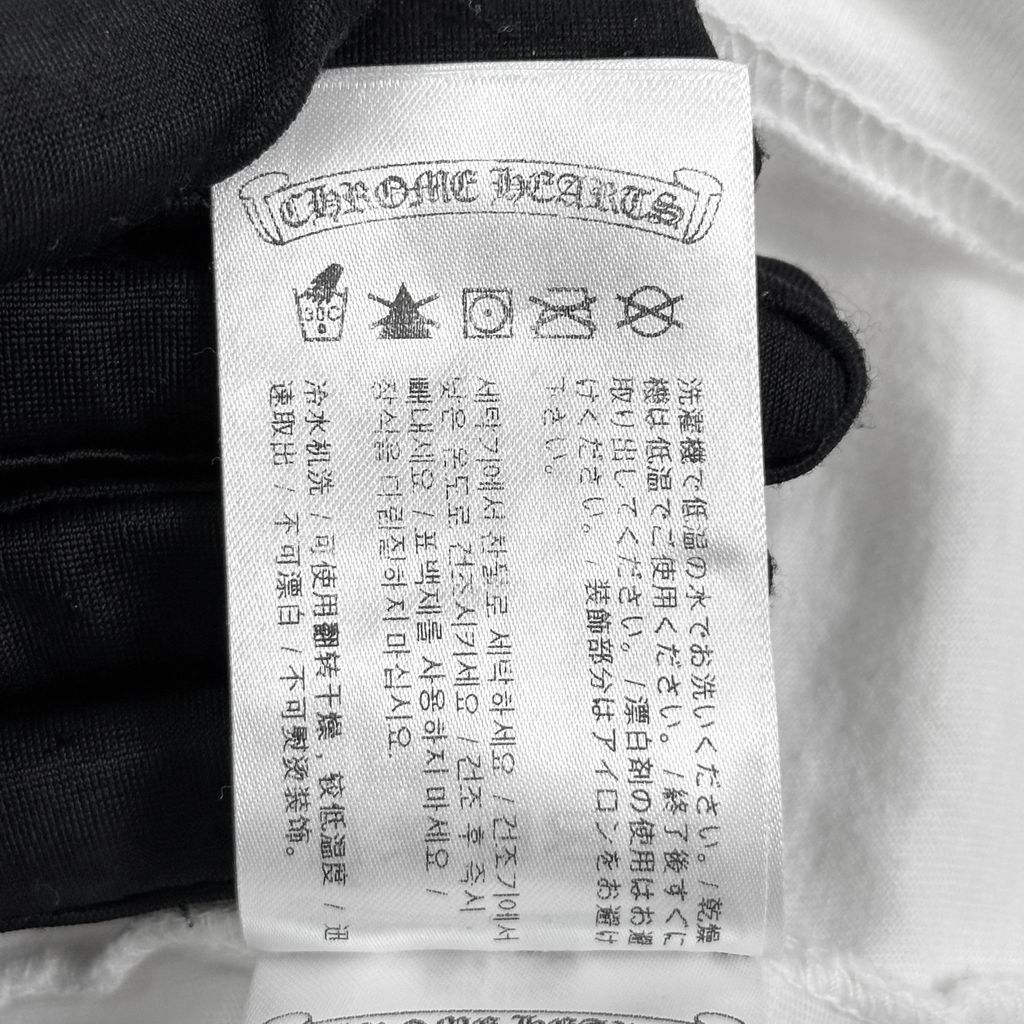 CHROME HEARTS
30C
洗濯機で低温の水でお洗いください。/乾燥
機は低温でご使用ください。/終了後すぐに
取り出してください。/漂白剤の使用はお避
けください。/装飾部分はアイロンをお避け
下さい。
세탁기에서 찬물로 세탁하세요 / 건조기에서
낮은 온도로 건조시키세요 / 건조 후 즉시
빼내세요 / 표백제를 사용하지마세요 /
장식을 다림질하지 마십시요.
冷水机洗 / 可使用翻转干燥, 较低温度 / 迅
速取出 / 不可漂白 / 不可熨烫装饰。
CHROME HEARTS